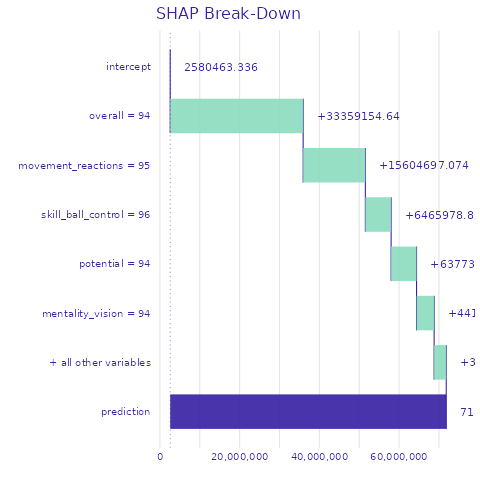 SHAP Break-Down
intercept 2580463.336
overall = 94 +33359154.64
movement_reactions = 95 +15604697.074
skill_ball_control = 96 +6465978.8
potential = 94 +63773
mentality_vision = 94 +441
+ all other variables +3
prediction 71
0 20,000,000 40,000,000 60,000,000